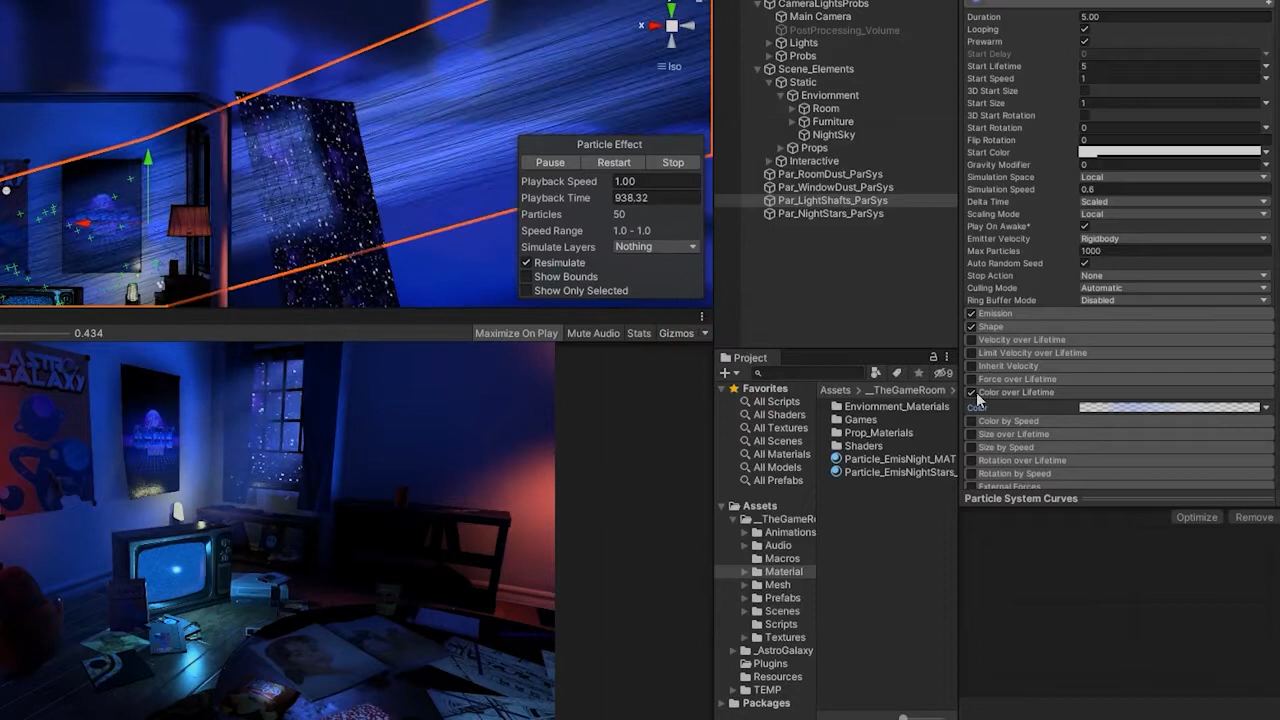 x
Iso
Particle Effect
Pause Restart Stop
Playback Speed 1.00
Playback Time 938.32
Particles 50
Speed Range 1.0 - 1.0
Simulate Layers Nothing
Resimulate
Show Bounds
Show Only Selected
0.434
Maximize On Play Mute Audio Stats Gizmos
ASTRO
GALAXY
CameraLightsProbs
Main Camera
PostProcessing_Volume
Lights
Probs
Scene_Elements
Static
Enviornment
Room
Furniture
NightSky
Props
Interactive
Par_RoomDust_ParSys
Par_WindowDust_ParSys
Par_LightShafts_ParSys
Par_NightStars_ParSys
Project
9
Favorites
All Scripts
All Shaders
All Textures
All Scenes
All Materials
All Models
All Prefabs
Assets
__TheGameRo
Animations
Audio
Macros
Material
Mesh
Prefabs
Scenes
Scripts
Textures
_AstroGalaxy
Plugins
Resources
TEMP
Packages
Assets > __TheGameRoom >
Enviornment_Materials
Games
Prop_Materials
Shaders
Particle_EmisNight_MAT
Particle_EmisNightStars_
Duration 5.00
Looping
Prewarm
Start Delay 0
Start Lifetime 5
Start Speed 1
3D Start Size
Start Size 1
3D Start Rotation
Start Rotation 0
Flip Rotation 0
Start Color
Gravity Modifier 0
Simulation Space Local
Simulation Speed 0.6
Delta Time Scaled
Scaling Mode Local
Play On Awake*
Emitter Velocity Rigidbody
Max Particles 1000
Auto Random Seed
Stop Action None
Culling Mode Automatic
Ring Buffer Mode Disabled
Emission
Shape
Velocity over Lifetime
Limit Velocity over Lifetime
Inherit Velocity
Force over Lifetime
Color over Lifetime
Color
Color by Speed
Size over Lifetime
Size by Speed
Rotation over Lifetime
Rotation by Speed
External Forces
Particle System Curves
Optimize Remove